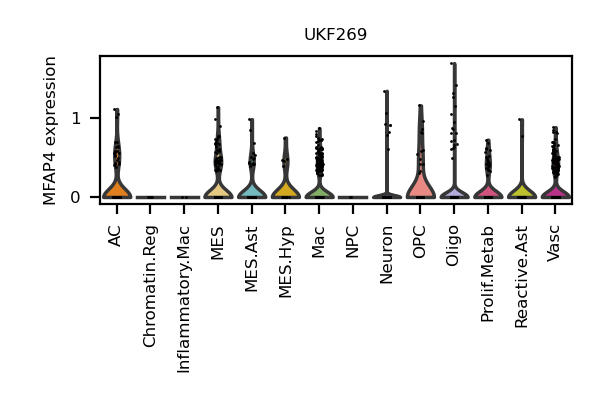 UKF269
MFAP4 expression
1
0
AC
Chromatin.Reg
Inflammatory.Mac
MES
MES.Ast
MES.Hyp
Mac
NPC
Neuron
OPC
Oligo
Prolif.Metab
Reactive.Ast
Vasc